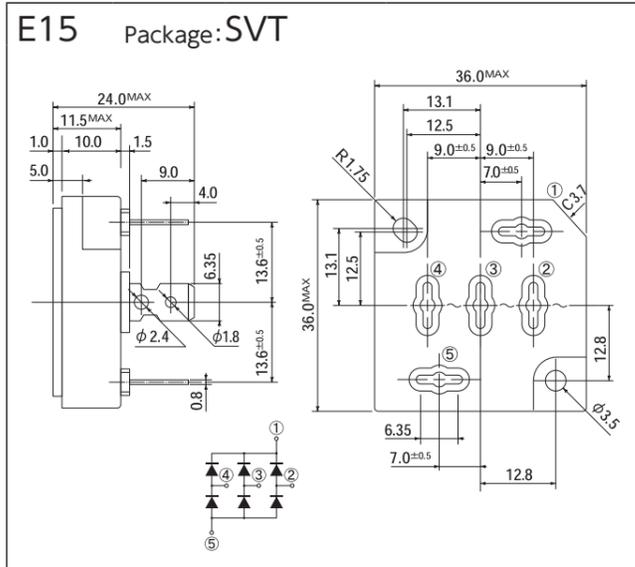 E15 Package: SVT
24.0MAX
11.5MAX
1.0 10.0 1.5
5.0 9.0
4.0
13.6±0.5
6.35
φ2.4 φ1.8
13.6±0.5
0.8
36.0MAX
13.1
12.5
9.0±0.5 9.0±0.5
7.0±0.5
R1.75
① C3.7
13.1
12.5
36.0MAX
④ ③ ②
⑤
12.8
6.35
7.0±0.5
12.8
φ3.5
①
④ ③ ②
⑤